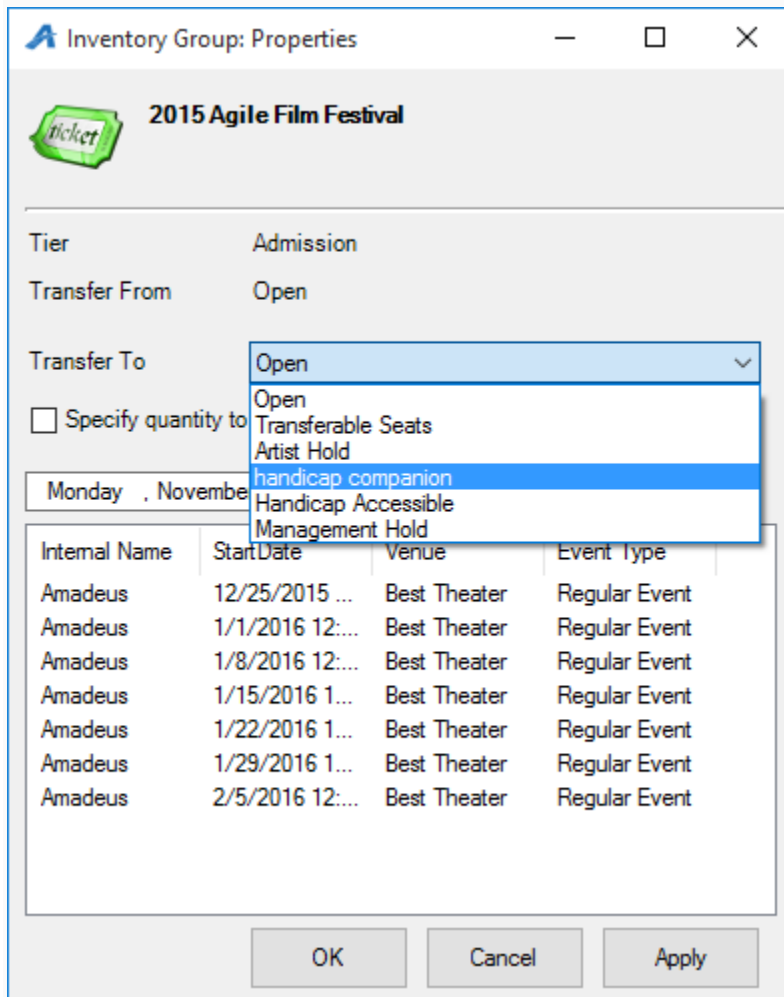 Inventory Group: Properties
ticket
2015 Agile Film Festival
Tier Admission
Transfer From Open
Transfer To Open
Open
Specify quantity to Transferable Seats
Artist Hold
handicap companion
Monday , Novembe
Handicap Accessible
Management Hold
Internal Name StartDate Venue Event Type
Amadeus 12/25/2015 ... Best Theater Regular Event
Amadeus 1/1/2016 12:... Best Theater Regular Event
Amadeus 1/8/2016 12:... Best Theater Regular Event
Amadeus 1/15/2016 1... Best Theater Regular Event
Amadeus 1/22/2016 1... Best Theater Regular Event
Amadeus 1/29/2016 1... Best Theater Regular Event
Amadeus 2/5/2016 12:... Best Theater Regular Event
OK Cancel Apply